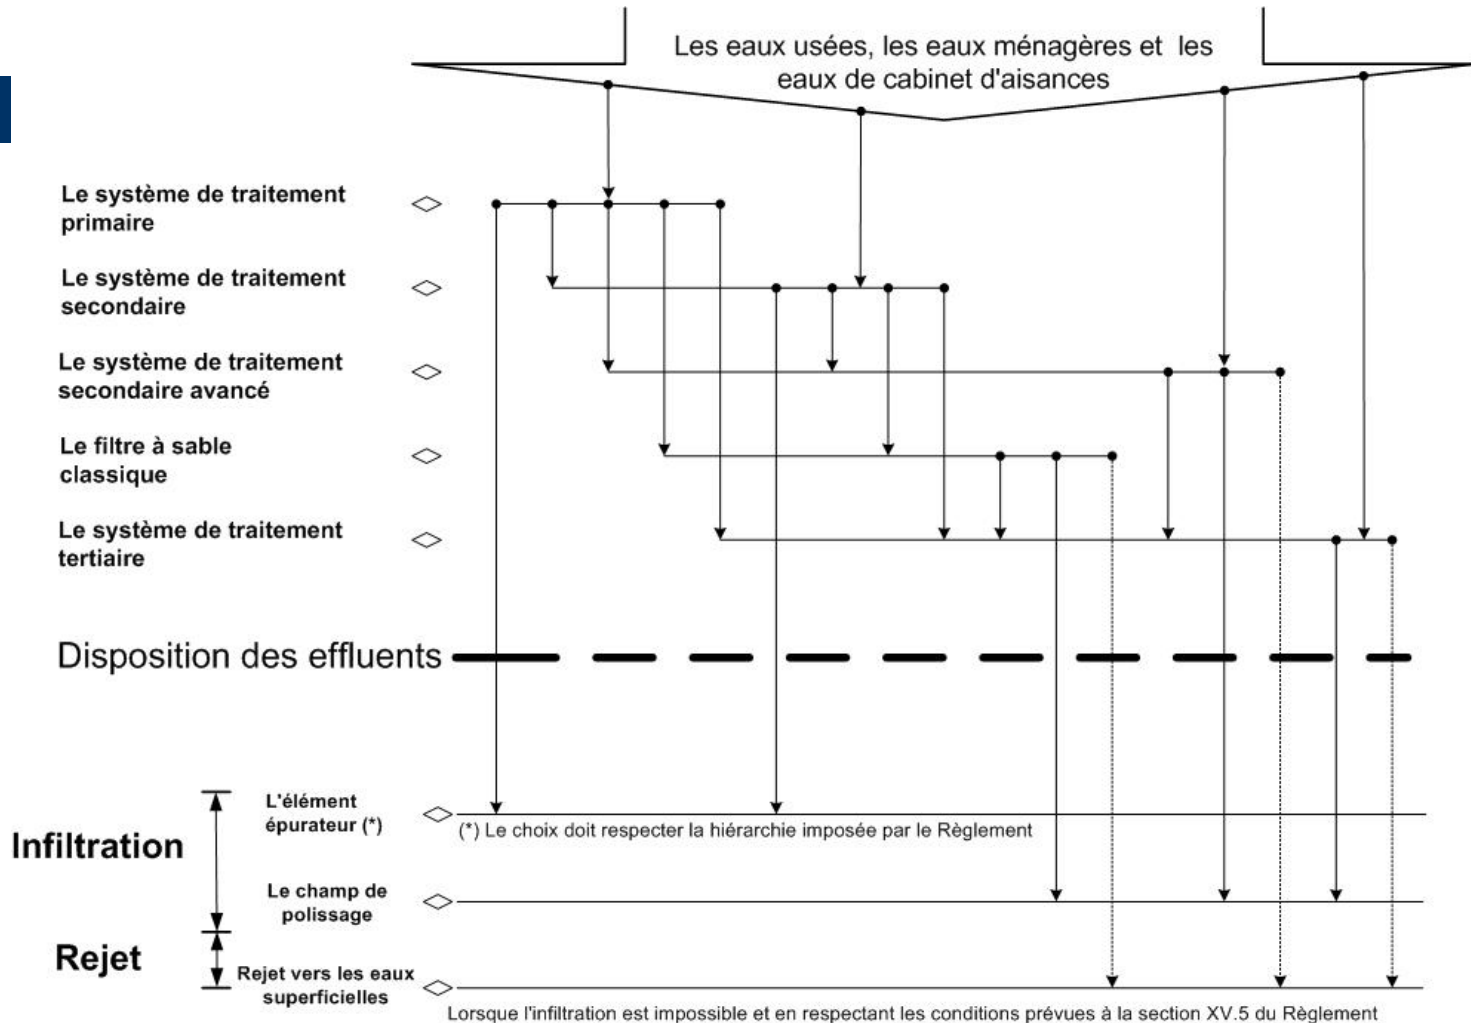 Les eaux usées, les eaux ménagères et les
eaux de cabinet d'aisances
Le système de traitement
primaire
Le système de traitement
secondaire
Le système de traitement
secondaire avancé
Le filtre à sable
classique
Le système de traitement
tertiaire
Disposition des effluents
Infiltration
L'élément
épurateur (*)
(*) Le choix doit respecter la hiérarchie imposée par le Règlement
Le champ de
polissage
Rejet
Rejet vers les eaux
superficielles
Lorsque l'infiltration est impossible et en respectant les conditions prévues à la section XV.5 du Règlement